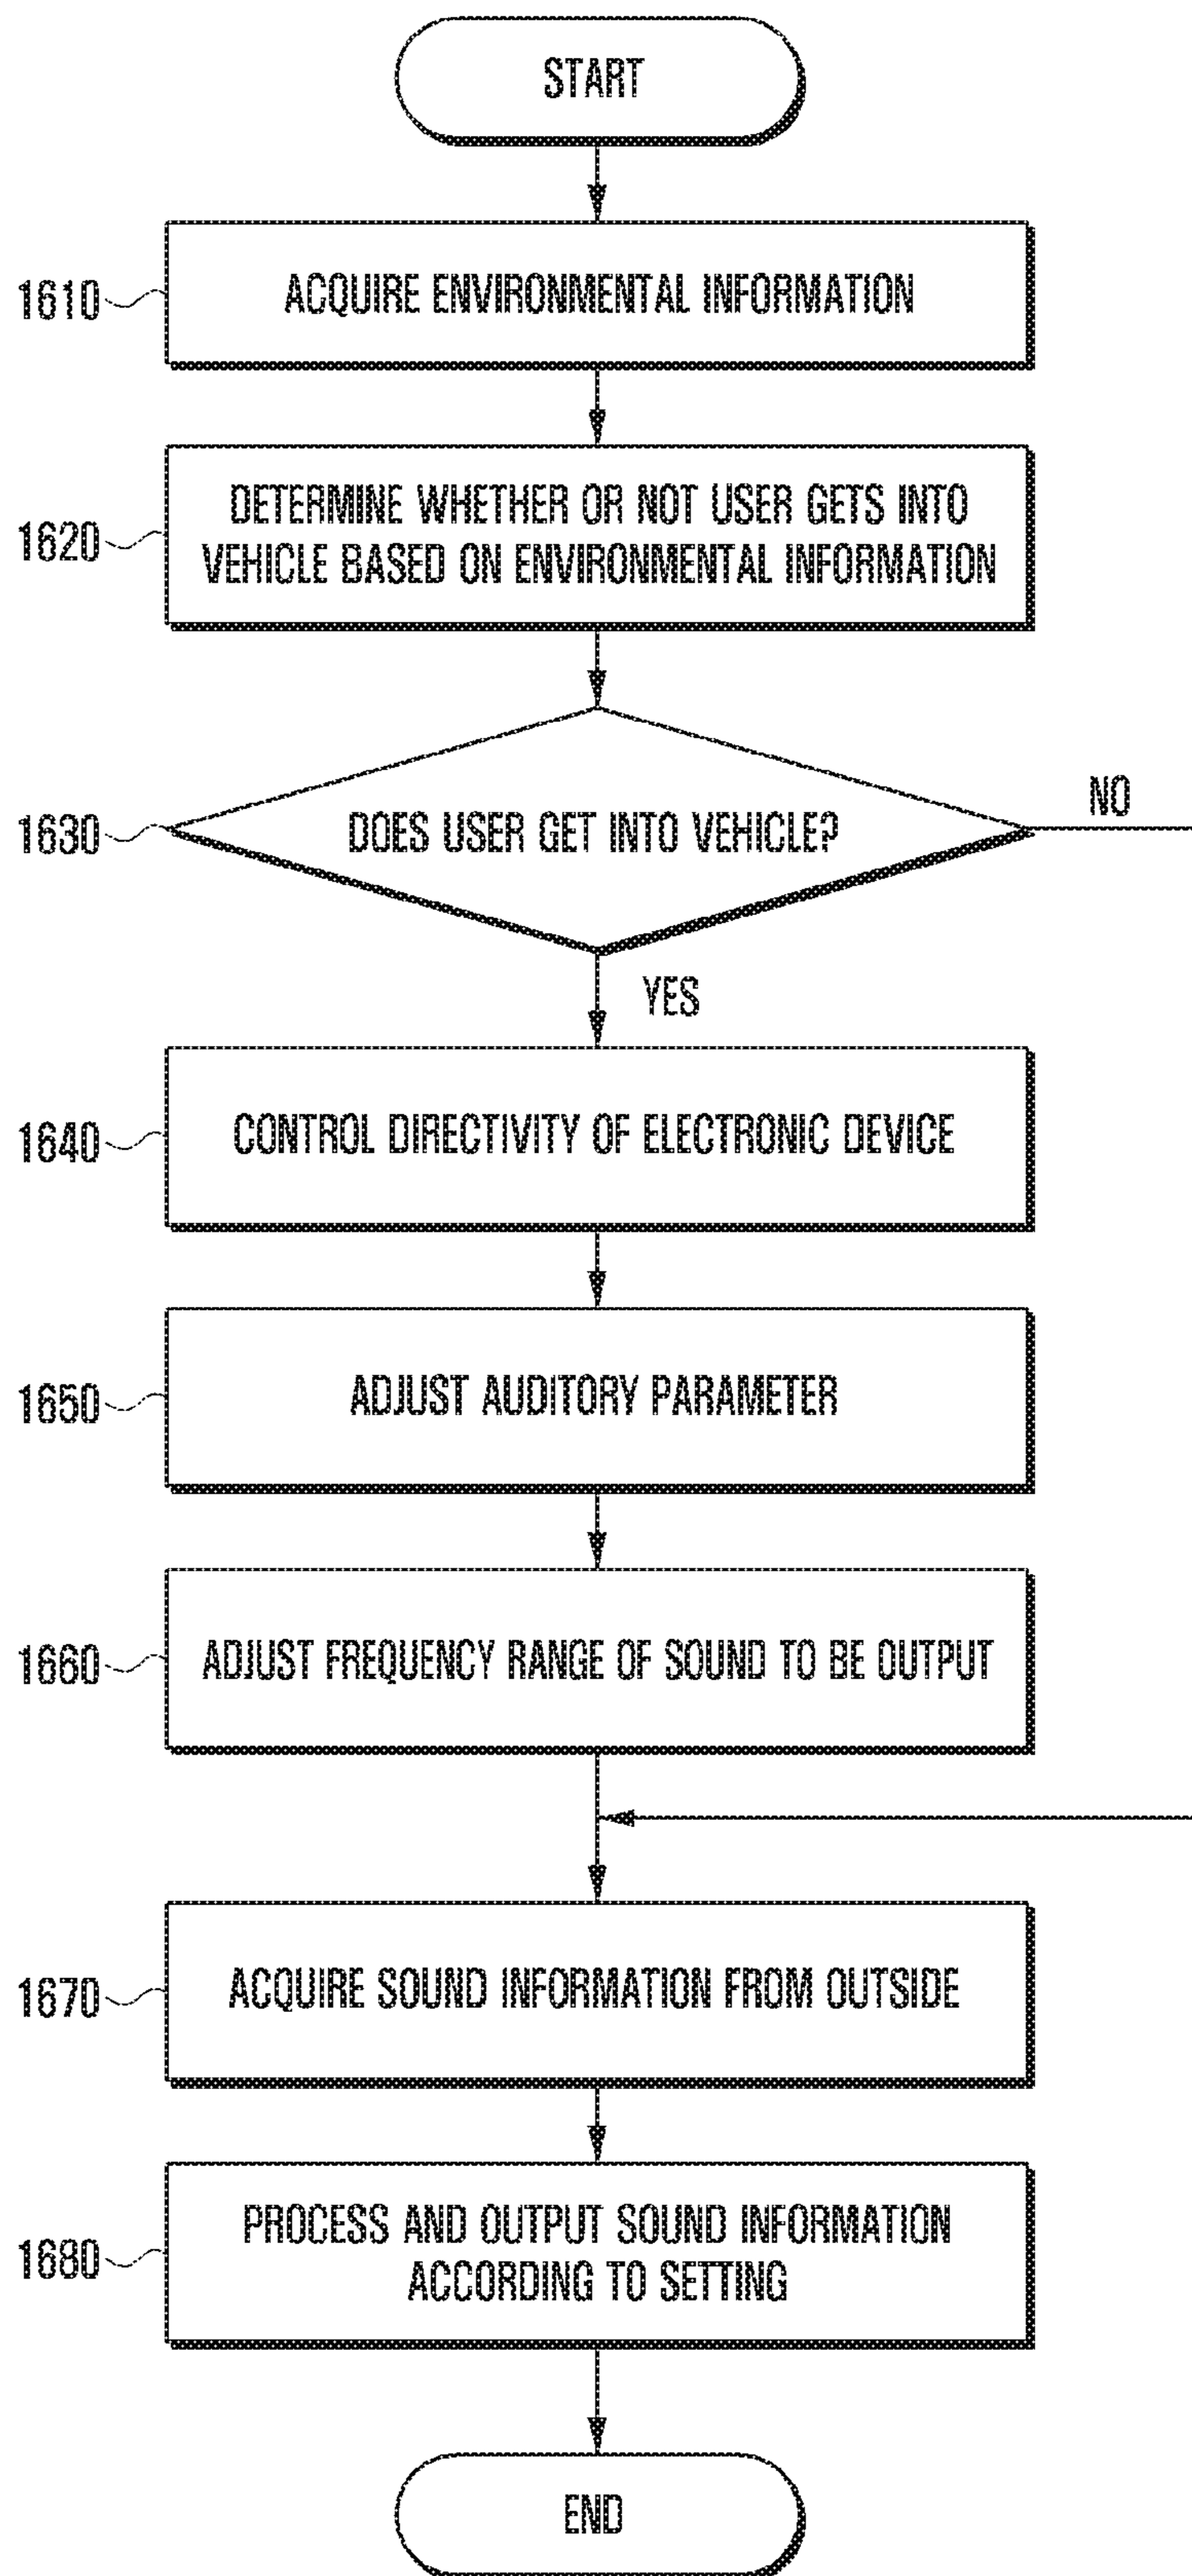 START
1610
ACQUIRE ENVIRONMENTAL INFORMATION
1620
DETERMINE WHETHER OR NOT USER GETS INTO
VEHICLE BASED ON ENVIRONMENTAL INFORMATION
1630
DOES USER GET INTO VEHICLE?
NO
YES
1640
CONTROL DIRECTIVITY OF ELECTRONIC DEVICE
1650
ADJUST AUDITORY PARAMETER
1660
ADJUST FREQUENCY RANGE OF SOUND TO BE OUTPUT
1670
ACQUIRE SOUND INFORMATION FROM OUTSIDE
1680
PROCESS AND OUTPUT SOUND INFORMATION
ACCORDING TO SETTING
END